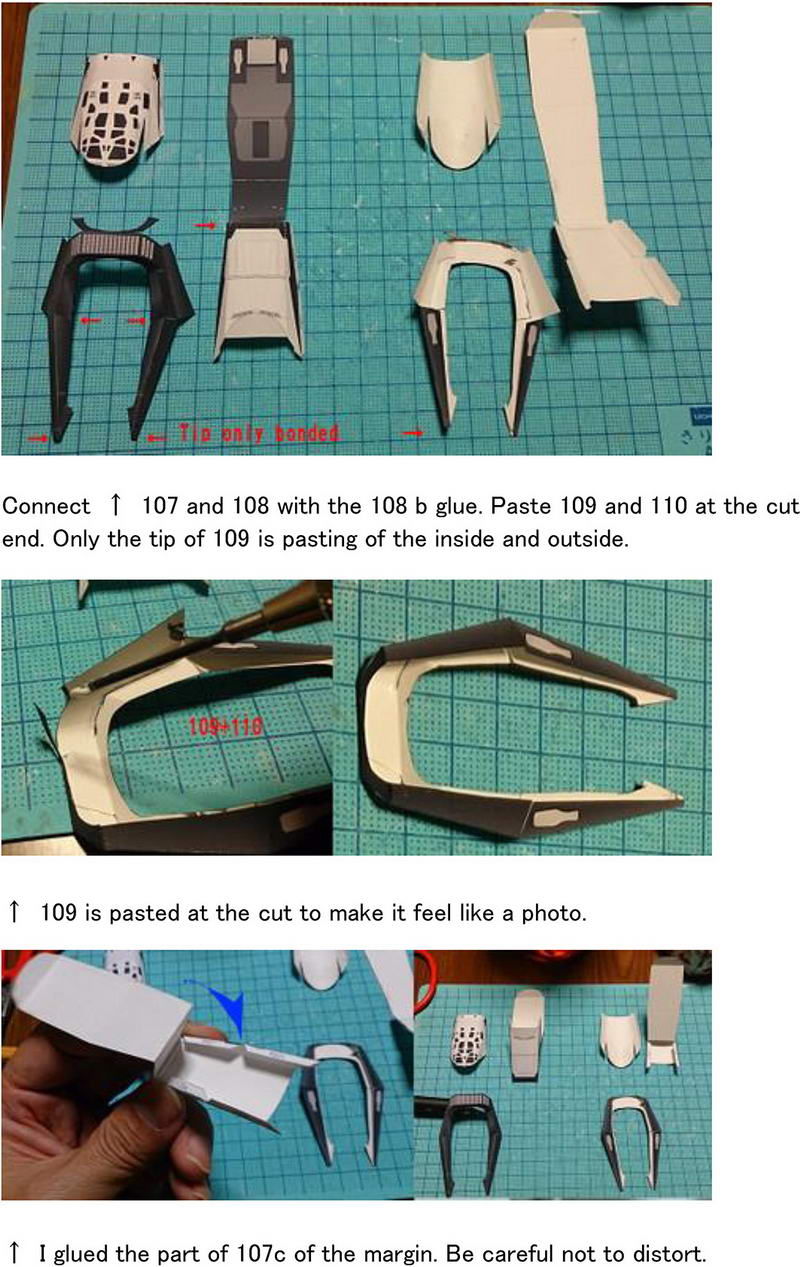 Tip only bonded
さり
Connect ↑ 107 and 108 with the 108 b glue. Paste 109 and 110 at the cut
end. Only the tip of 109 is pasting of the inside and outside.
109+110
↑ 109 is pasted at the cut to make it feel like a photo.
↑ I glued the part of 107c of the margin. Be careful not to distort.